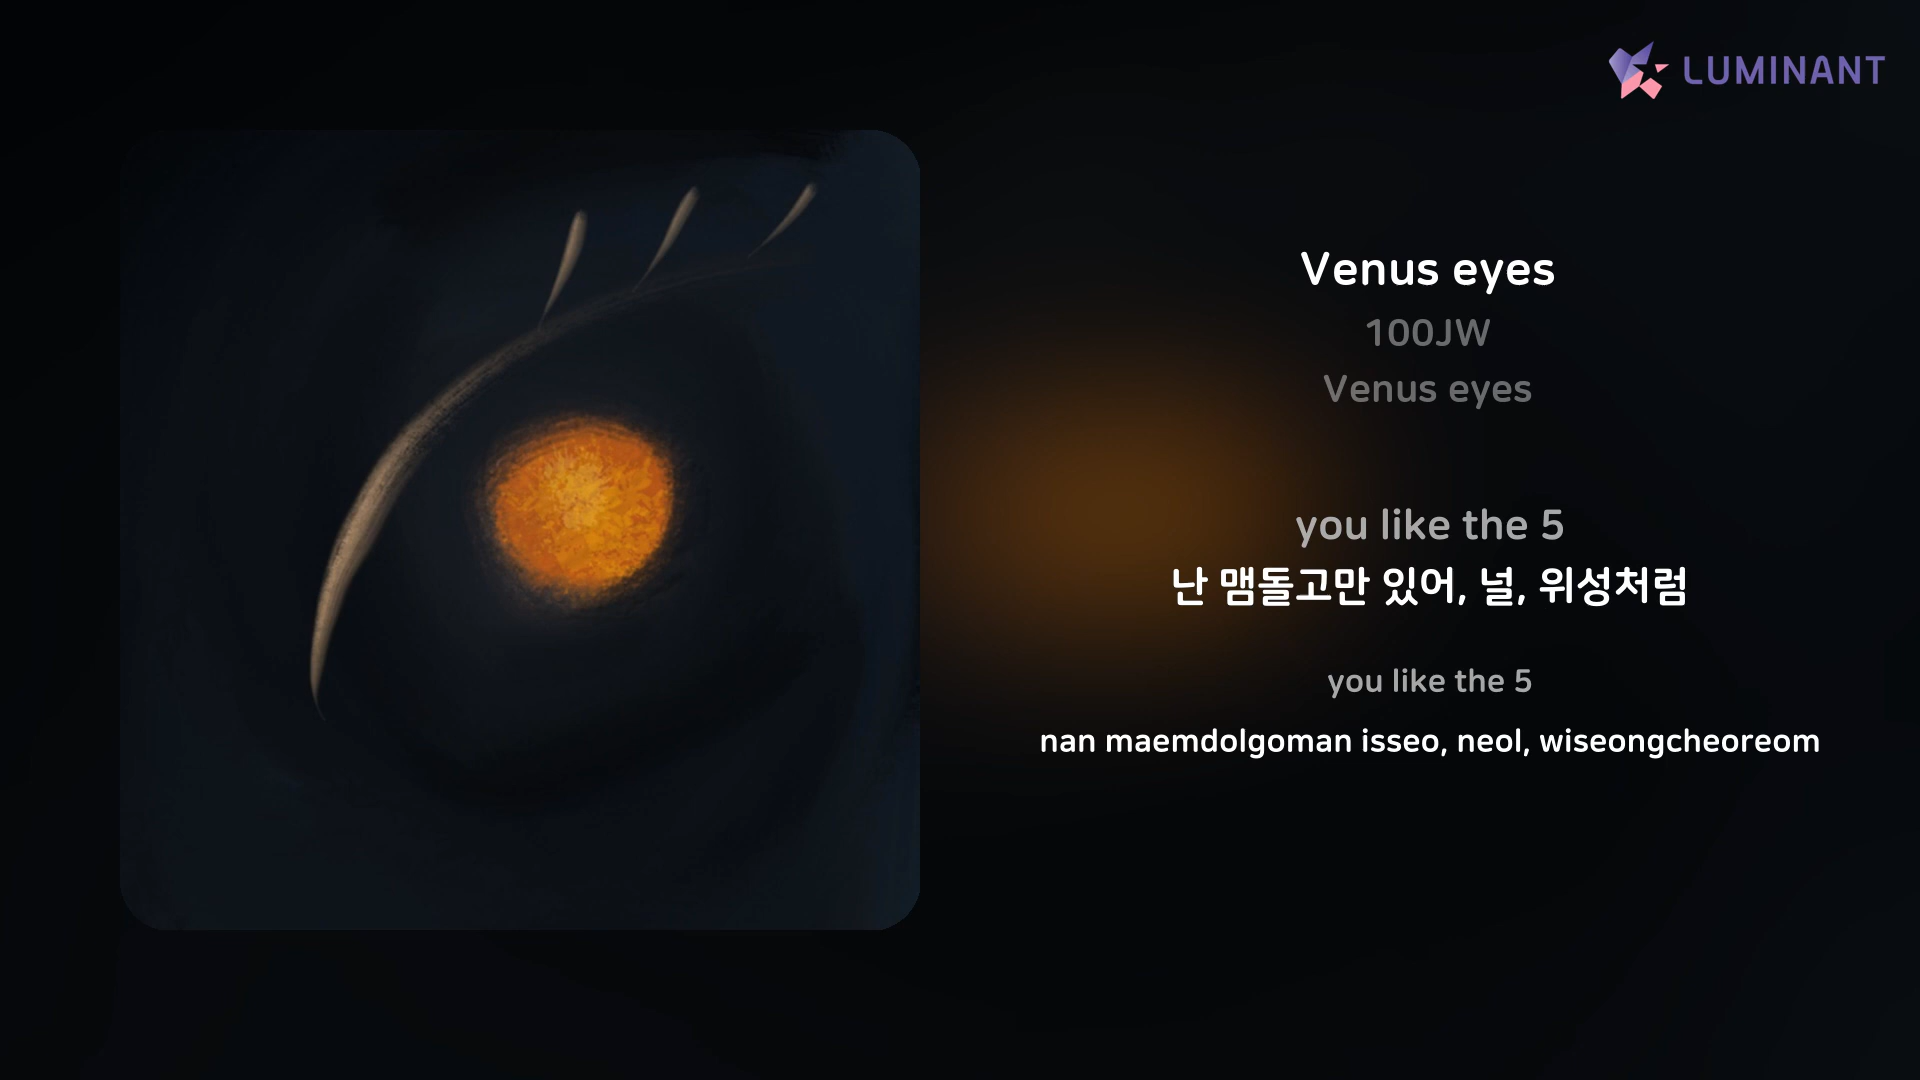 LUMINANT
Venus eyes
100JW
Venus eyes
you like the 5
난 맴돌고만 있어, 널, 위성처럼
you like the 5
nan maemdolgoman isseo, neol, wiseongcheoreom